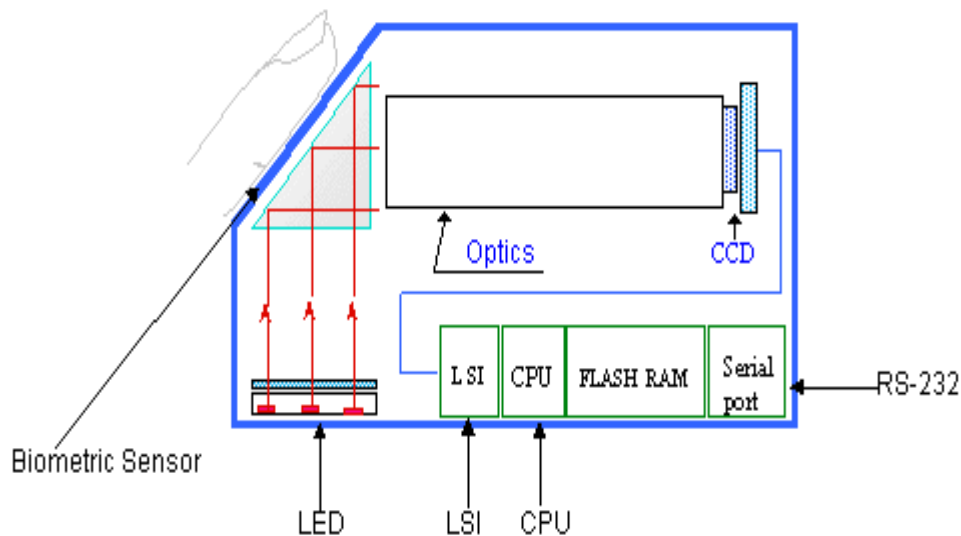 Optics
CCD
LSI
CPU
FLASH RAM
Serial
port
RS-232
Biometric Sensor
LED
LSI
CPU